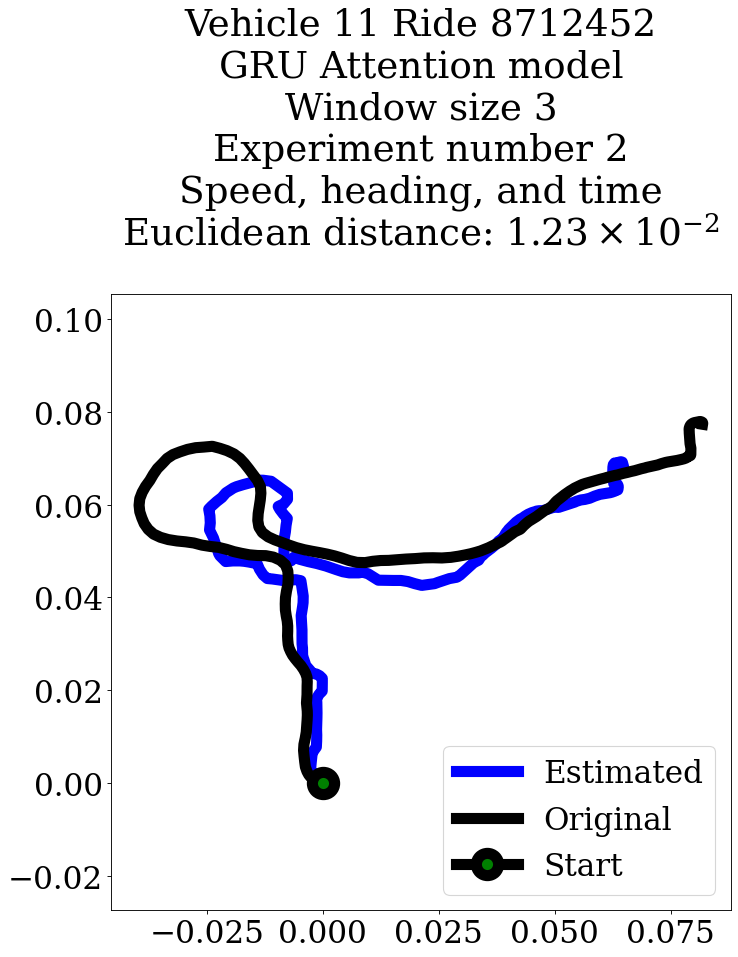 Vehicle 11 Ride 8712452
GRU Attention model
Window size 3
Experiment number 2
Speed, heading, and time
Euclidean distance: 1.23 × 10⁻²
0.10
0.08
0.06
0.04
0.02
0.00
−0.02
Estimated
Original
Start
−0.025 0.000 0.025 0.050 0.075